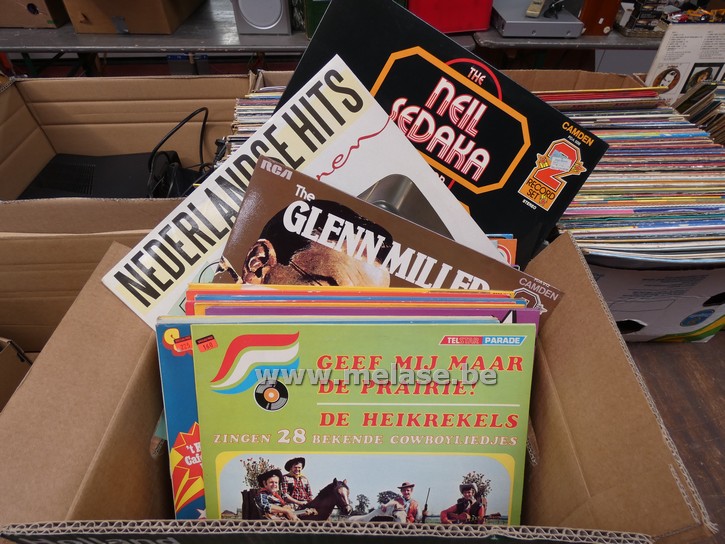 THE
NEIL
SEDAKA
CAMDEN
2
RECORD
SET
STEREO
NEDERLANDSE HITS
RCA
The
GLENN MILLER
CAMDEN
TELSTAR PARADE
GEEF MIJ MAAR
DE PRAIRIE!
www.melase.be
DE HEIKREKELS
ZINGEN 28 BEKENDE COWBOYLIEDJES